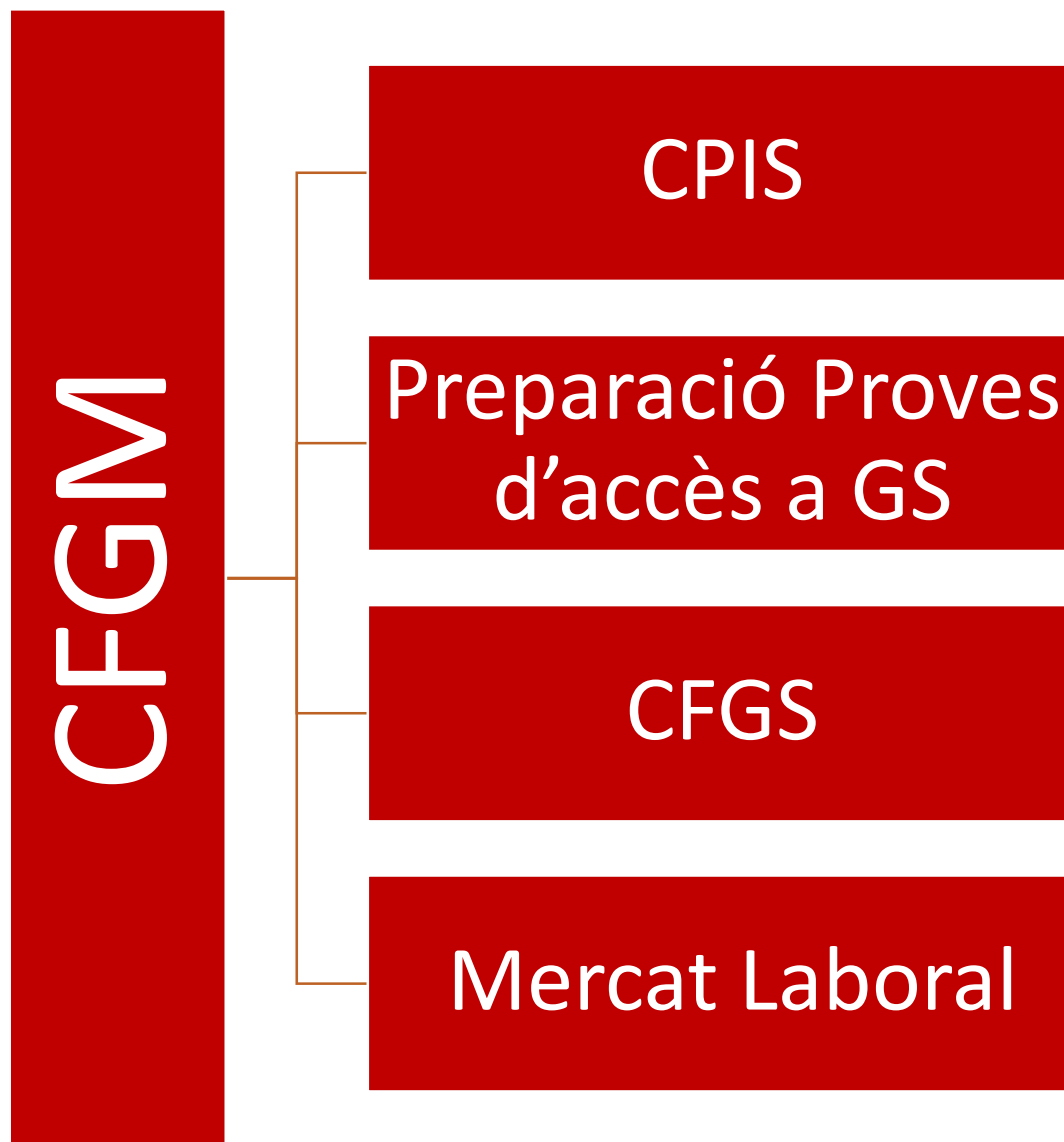 CFGM
CPIS
Preparació Proves
d’accès a GS
CFGS
Mercat Laboral